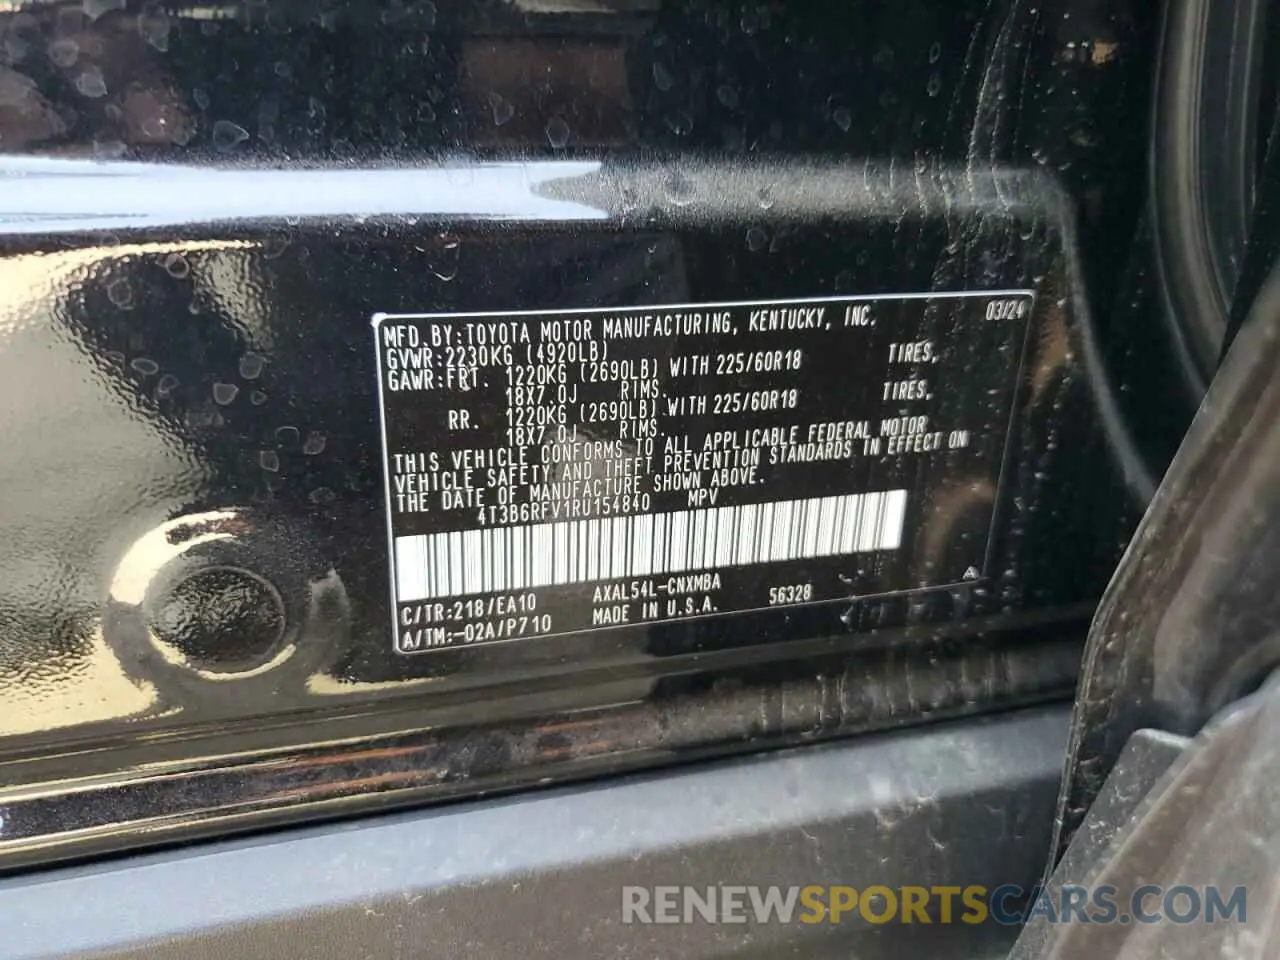 MFD. BY: TOYOTA MOTOR MANUFACTURING, KENTUCKY, INC. 03/24
GVWR: 2230KG (4920LB)
GAWR: FRT. 1220KG (2690LB) WITH 225/60R18 TIRES,
18X7.0J RIMS.
RR. 1220KG (2690LB) WITH 225/60R18 TIRES,
18X7.0J RIMS.
THIS VEHICLE CONFORMS TO ALL APPLICABLE FEDERAL MOTOR
VEHICLE SAFETY AND THEFT PREVENTION STANDARDS IN EFFECT ON
THE DATE OF MANUFACTURE SHOWN ABOVE.
4T3B6RFV1RU154840 MPV
C/TR: 218/EA10 AXAL54L-CNXMBA 56328
A/TM: -02A/P710 MADE IN U.S.A.
RENEWSPORTSCARS.COM